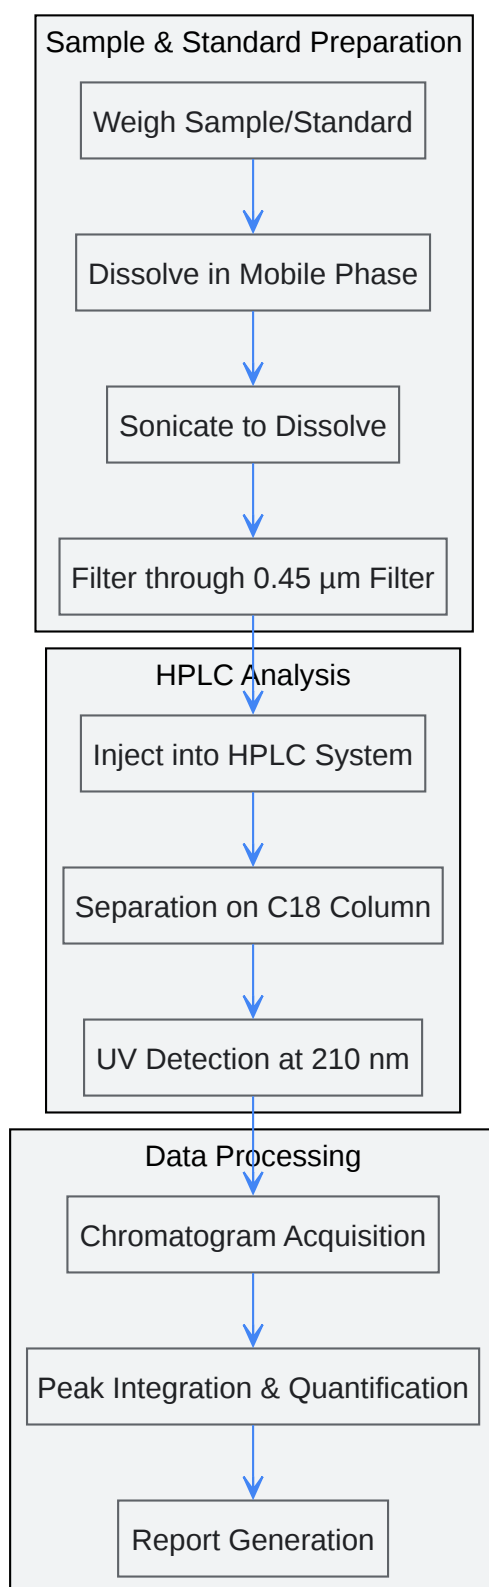 Sample & Standard Preparation
Weigh Sample/Standard
Dissolve in Mobile Phase
Sonicate to Dissolve
Filter through 0.45 µm Filter
HPLC Analysis
Inject into HPLC System
Separation on C18 Column
UV Detection at 210 nm
Data Processing
Chromatogram Acquisition
Peak Integration & Quantification
Report Generation